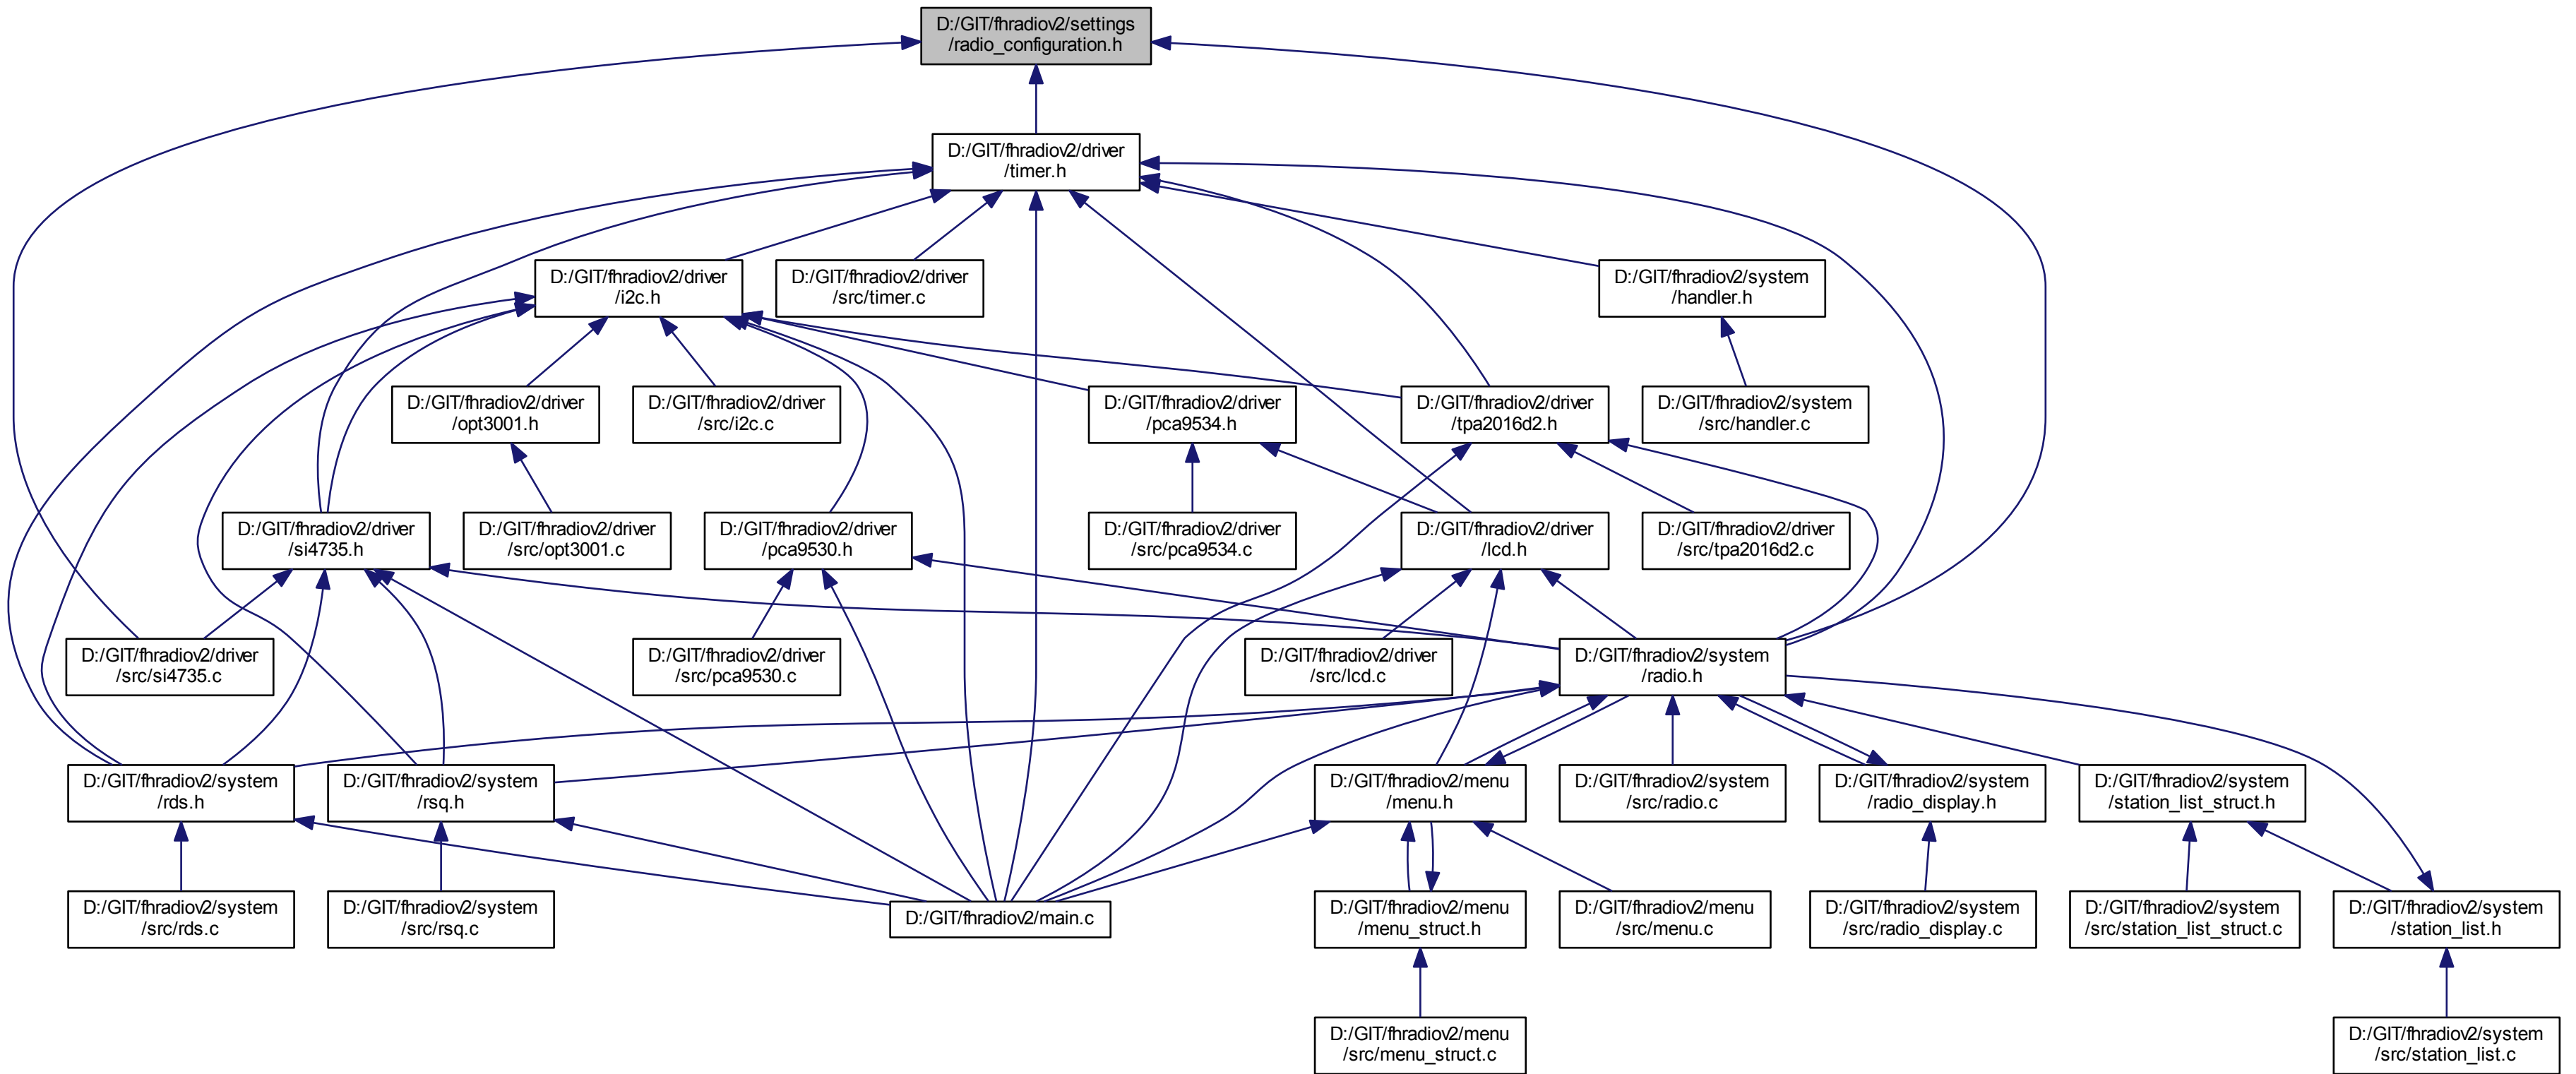 D:/GIT/fhradiov2/settings
/radio_configuration.h
D:/GIT/fhradiov2/driver
/timer.h
D:/GIT/fhradiov2/driver
/i2c.h
D:/GIT/fhradiov2/driver
/src/timer.c
D:/GIT/fhradiov2/system
/handler.h
D:/GIT/fhradiov2/driver
/opt3001.h
D:/GIT/fhradiov2/driver
/src/i2c.c
D:/GIT/fhradiov2/driver
/pca9534.h
D:/GIT/fhradiov2/driver
/tpa2016d2.h
D:/GIT/fhradiov2/system
/src/handler.c
D:/GIT/fhradiov2/driver
/si4735.h
D:/GIT/fhradiov2/driver
/src/opt3001.c
D:/GIT/fhradiov2/driver
/pca9530.h
D:/GIT/fhradiov2/driver
/src/pca9534.c
D:/GIT/fhradiov2/driver
/lcd.h
D:/GIT/fhradiov2/driver
/src/tpa2016d2.c
D:/GIT/fhradiov2/driver
/src/si4735.c
D:/GIT/fhradiov2/driver
/src/pca9530.c
D:/GIT/fhradiov2/driver
/src/lcd.c
D:/GIT/fhradiov2/system
/radio.h
D:/GIT/fhradiov2/system
/rds.h
D:/GIT/fhradiov2/system
/rsq.h
D:/GIT/fhradiov2/menu
/menu.h
D:/GIT/fhradiov2/system
/src/radio.c
D:/GIT/fhradiov2/system
/radio_display.h
D:/GIT/fhradiov2/system
/station_list_struct.h
D:/GIT/fhradiov2/system
/src/rds.c
D:/GIT/fhradiov2/system
/src/rsq.c
D:/GIT/fhradiov2/main.c
D:/GIT/fhradiov2/menu
/menu_struct.h
D:/GIT/fhradiov2/menu
/src/menu.c
D:/GIT/fhradiov2/system
/src/radio_display.c
D:/GIT/fhradiov2/system
/src/station_list_struct.c
D:/GIT/fhradiov2/system
/station_list.h
D:/GIT/fhradiov2/menu
/src/menu_struct.c
D:/GIT/fhradiov2/system
/src/station_list.c